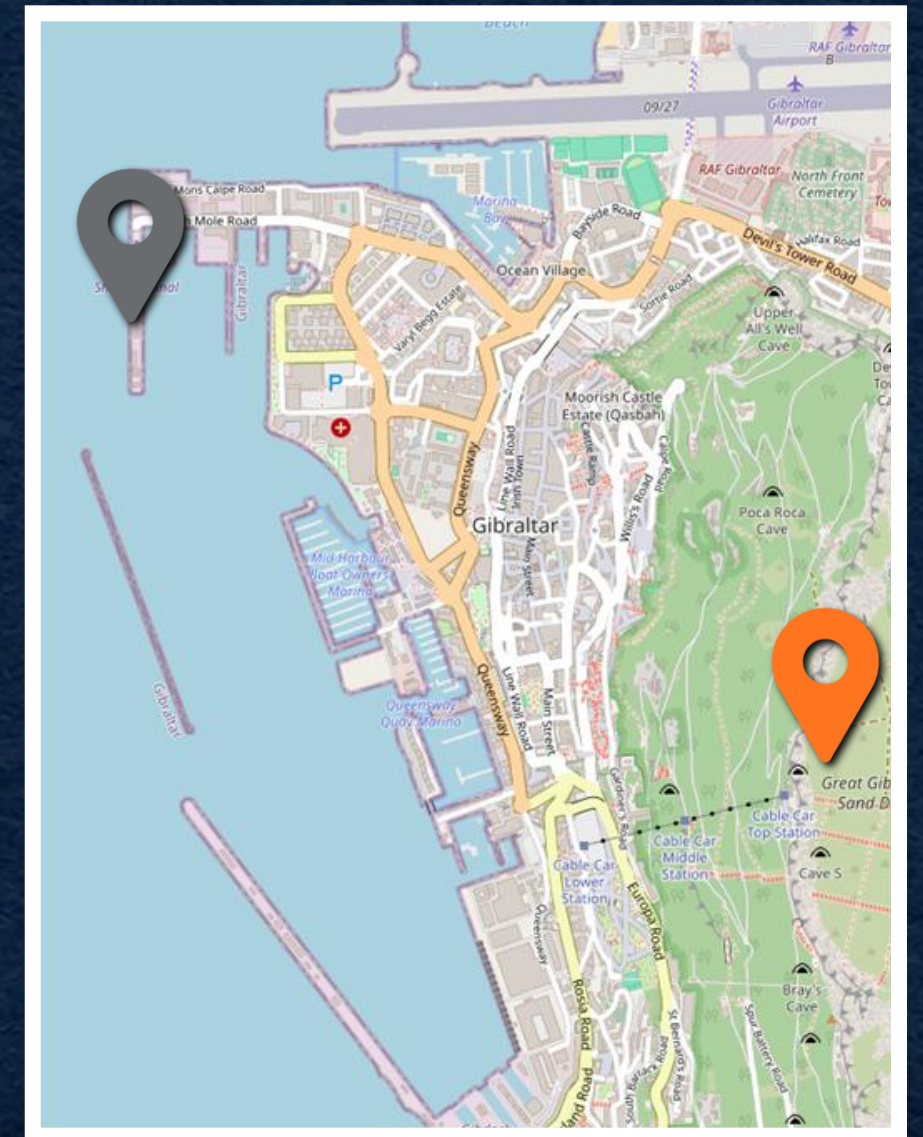 RAF Gibraltar
B
09/27
Gibraltar
Airport
RAF Gibraltar
North Front
Cemetery
Mons Calpe Road
Mole Road
Marina
Bay
Bayside Road
Devil's Tower Road
Halifax Road
Ocean Village
Sortie Road
Gibraltar
Varyl Begg Estate
Upper
All's Well
Cave
P
Moorish Castle
Estate (Qasbah)
Castle Ramp
Calpe Road
Line Wall Road
Irish Town
Queensway
Willis's Road
Poca Roca
Cave
Gibraltar
Main Street
Mid Harbour
Boat Owners
Marina
Gibraltar
Queensway
Quay Marina
Queensway
Line Wall Road
Main Street
Gardiner's Road
Great Gib
Sand D
Cable Car
Top Station
Cable Car
Middle
Station
Cable Car
Lower
Station
Cave S
Europa Road
Queensway
Rosia Road
Bray's
Cave
St Bernard's Road
Spur Battery Road
South Barrack Road